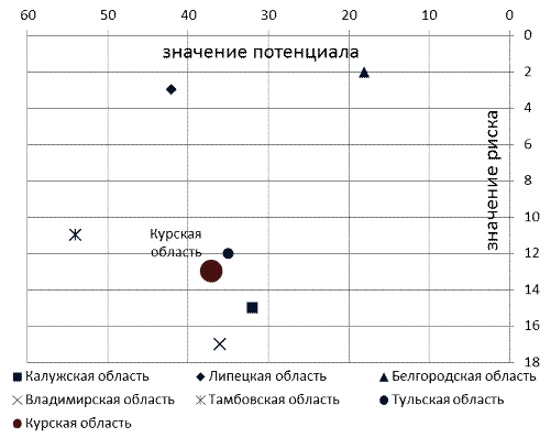 60 50 40 30 20 10 0
значение потенциала
0
2
4
6
8
10
12
14
16
18
значение риска
Курская
область
Калужская область Липецкая область Белгородская область
Владимирская область Тамбовская область Тульская область
Курская область